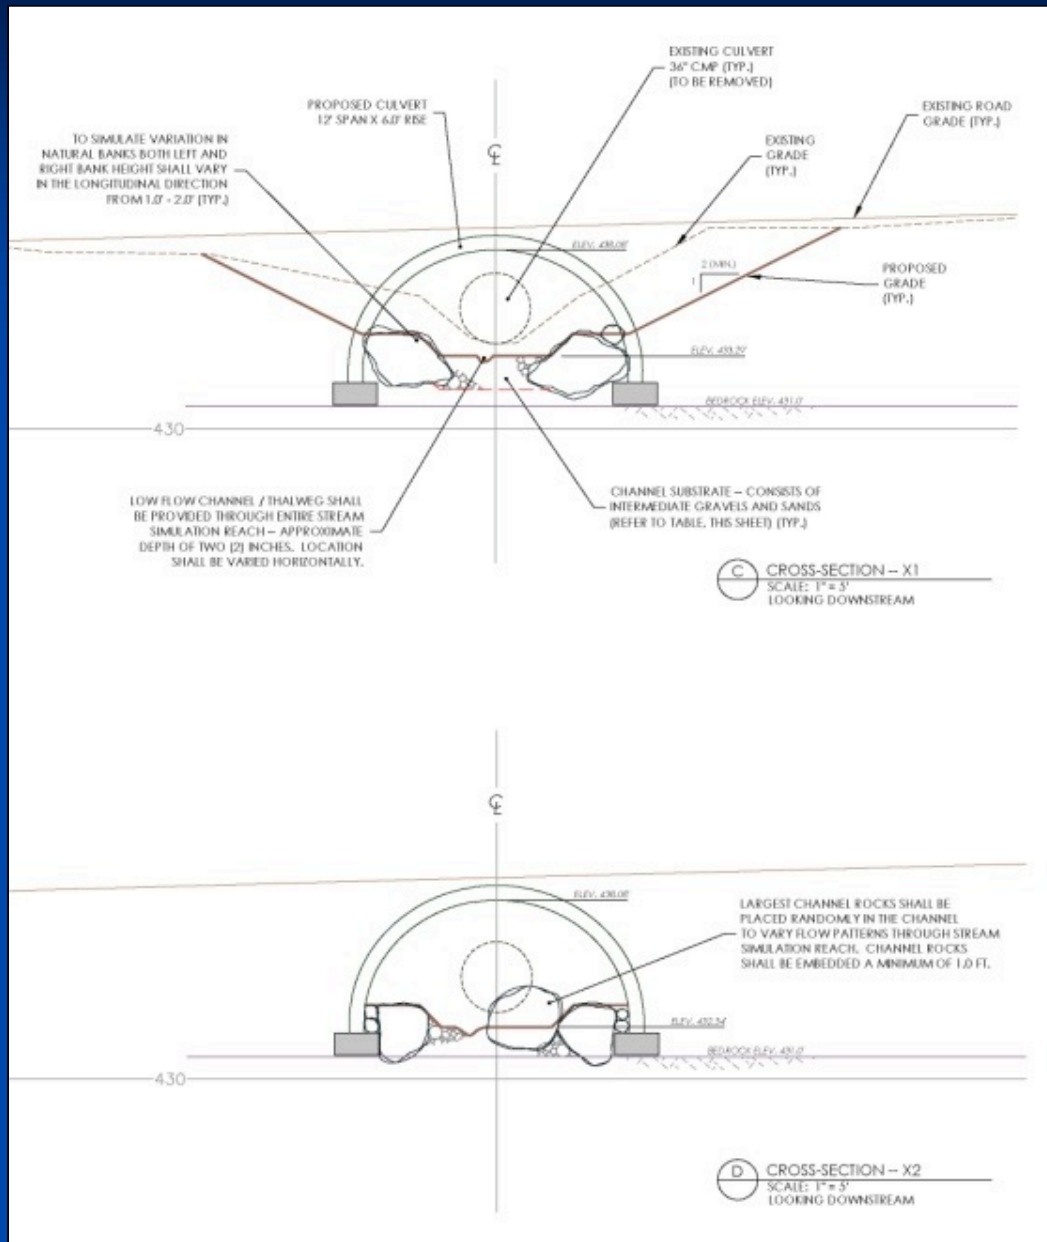 EXISTING CULVERT
36" CMP (TYP.)
(TO BE REMOVED)
PROPOSED CULVERT
12' SPAN X 6.0' RISE
EXISTING ROAD
GRADE (TYP.)
TO SIMULATE VARIATION IN
NATURAL BANKS BOTH LEFT AND
RIGHT BANK HEIGHT SHALL VARY
IN THE LONGITUDINAL DIRECTION
FROM 1.0' - 2.0' (TYP.)
EXISTING
GRADE
(TYP.)
℄
2 (MIN.)
1
PROPOSED
GRADE
(TYP.)
ELEV. 433.29'
BEDROCK ELEV. 431.0'
430
LOW FLOW CHANNEL / THALWEG SHALL
BE PROVIDED THROUGH ENTIRE STREAM
SIMULATION REACH -- APPROXIMATE
DEPTH OF TWO (2) INCHES. LOCATION
SHALL BE VARIED HORIZONTALLY.
CHANNEL SUBSTRATE -- CONSISTS OF
INTERMEDIATE GRAVELS AND SANDS
(REFER TO TABLE, THIS SHEET) (TYP.)
C
CROSS-SECTION -- X1
SCALE: 1" = 5'
LOOKING DOWNSTREAM
℄
LARGEST CHANNEL ROCKS SHALL BE
PLACED RANDOMLY IN THE CHANNEL
TO VARY FLOW PATTERNS THROUGH STREAM
SIMULATION REACH. CHANNEL ROCKS
SHALL BE EMBEDDED A MINIMUM OF 1.0 FT.
ELEV. 432.54'
BEDROCK ELEV. 431.0'
430
D
CROSS-SECTION -- X2
SCALE: 1" = 5'
LOOKING DOWNSTREAM